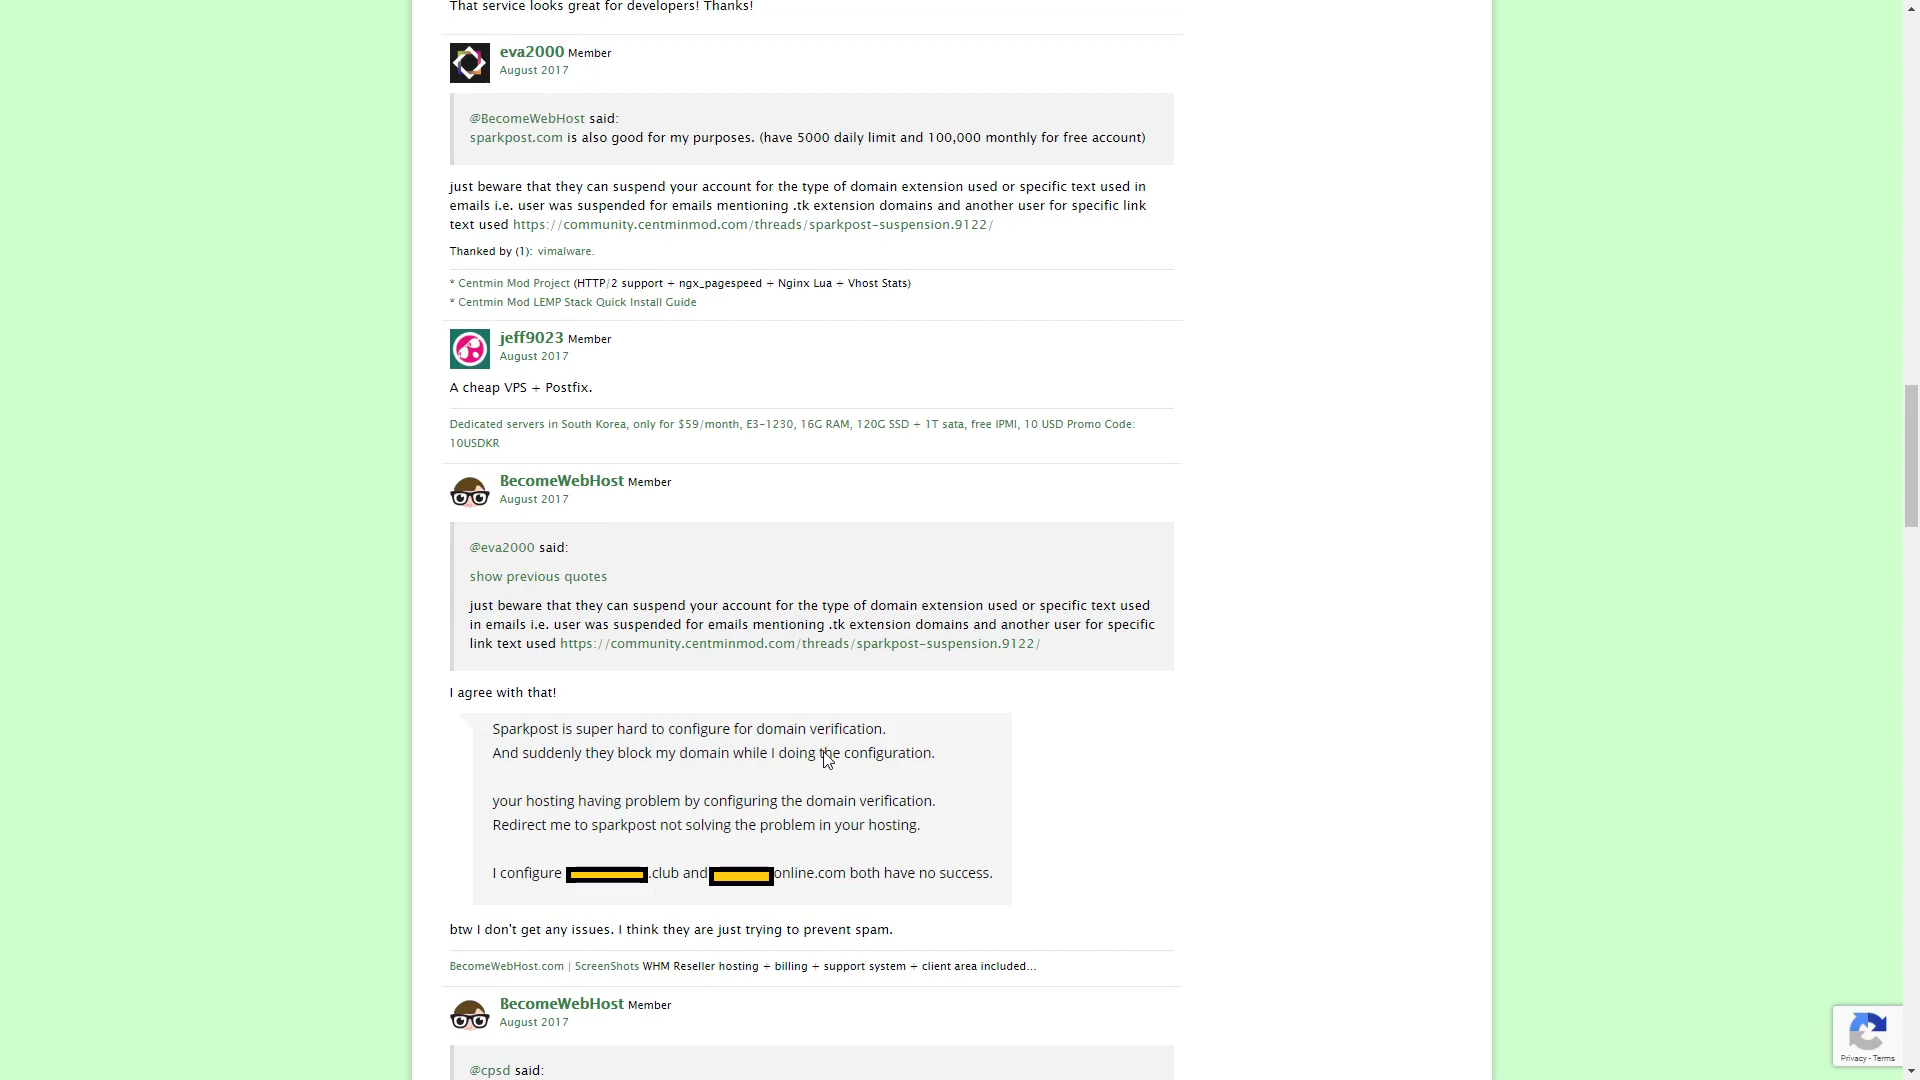 That service looks great for developers! Thanks!
eva2000 Member
August 2017
@BecomeWebHost said:
sparkpost.com is also good for my purposes. (have 5000 daily limit and 100,000 monthly for free account)
just beware that they can suspend your account for the type of domain extension used or specific text used in
emails i.e. user was suspended for emails mentioning .tk extension domains and another user for specific link
text used https://community.centminmod.com/threads/sparkpost-suspension.9122/
Thanked by (1): vimalware.
* Centmin Mod Project (HTTP/2 support + ngx_pagespeed + Nginx Lua + Vhost Stats)
* Centmin Mod LEMP Stack Quick Install Guide
jeff9023 Member
August 2017
A cheap VPS + Postfix.
Dedicated servers in South Korea, only for $59/month, E3-1230, 16G RAM, 120G SSD + 1T sata, free IPMI, 10 USD Promo Code:
10USDKR
BecomeWebHost Member
August 2017
@eva2000 said:
show previous quotes
just beware that they can suspend your account for the type of domain extension used or specific text used
in emails i.e. user was suspended for emails mentioning .tk extension domains and another user for specific
link text used https://community.centminmod.com/threads/sparkpost-suspension.9122/
I agree with that!
Sparkpost is super hard to configure for domain verification.
And suddenly they block my domain while I doing the configuration.
your hosting having problem by configuring the domain verification.
Redirect me to sparkpost not solving the problem in your hosting.
I configure .club and online.com both have no success.
btw I don't get any issues. I think they are just trying to prevent spam.
BecomeWebHost.com | ScreenShots WHM Reseller hosting + billing + support system + client area included...
BecomeWebHost Member
August 2017
@cpsd said:
Privacy - Terms